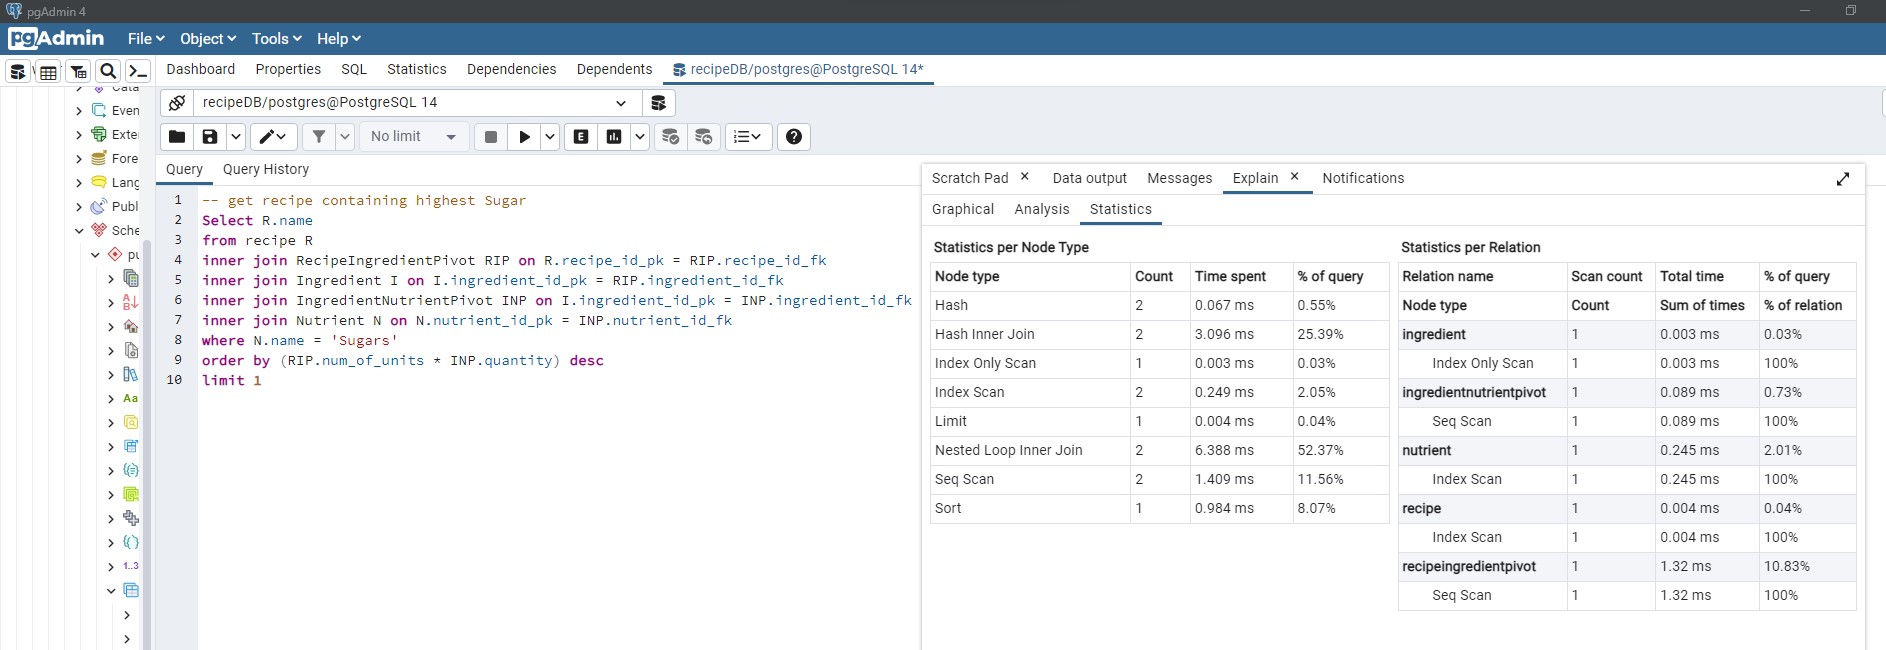 pgAdmin 4
pgAdmin File Object Tools Help
Dashboard Properties SQL Statistics Dependencies Dependents recipeDB/postgres@PostgreSQL 14*
recipeDB/postgres@PostgreSQL 14
No limit
Cata
Even
Exte
Fore
Lang
Publ
Sche
pu
Aa
1..3
Query Query History
1 -- get recipe containing highest Sugar
2 Select R.name
3 from recipe R
4 inner join RecipeIngredientPivot RIP on R.recipe_id_pk = RIP.recipe_id_fk
5 inner join Ingredient I on I.ingredient_id_pk = RIP.ingredient_id_fk
6 inner join IngredientNutrientPivot INP on I.ingredient_id_pk = INP.ingredient_id_fk
7 inner join Nutrient N on N.nutrient_id_pk = INP.nutrient_id_fk
8 where N.name = 'Sugars'
9 order by (RIP.num_of_units * INP.quantity) desc
10 limit 1
Scratch Pad Data output Messages Explain Notifications
Graphical Analysis Statistics
Statistics per Node Type
Node type Count Time spent % of query
Hash 2 0.067 ms 0.55%
Hash Inner Join 2 3.096 ms 25.39%
Index Only Scan 1 0.003 ms 0.03%
Index Scan 2 0.249 ms 2.05%
Limit 1 0.004 ms 0.04%
Nested Loop Inner Join 2 6.388 ms 52.37%
Seq Scan 2 1.409 ms 11.56%
Sort 1 0.984 ms 8.07%
Statistics per Relation
Relation name Scan count Total time % of query
Node type Count Sum of times % of relation
ingredient 1 0.003 ms 0.03%
Index Only Scan 1 0.003 ms 100%
ingredientnutrientpivot 1 0.089 ms 0.73%
Seq Scan 1 0.089 ms 100%
nutrient 1 0.245 ms 2.01%
Index Scan 1 0.245 ms 100%
recipe 1 0.004 ms 0.04%
Index Scan 1 0.004 ms 100%
recipeingredientpivot 1 1.32 ms 10.83%
Seq Scan 1 1.32 ms 100%